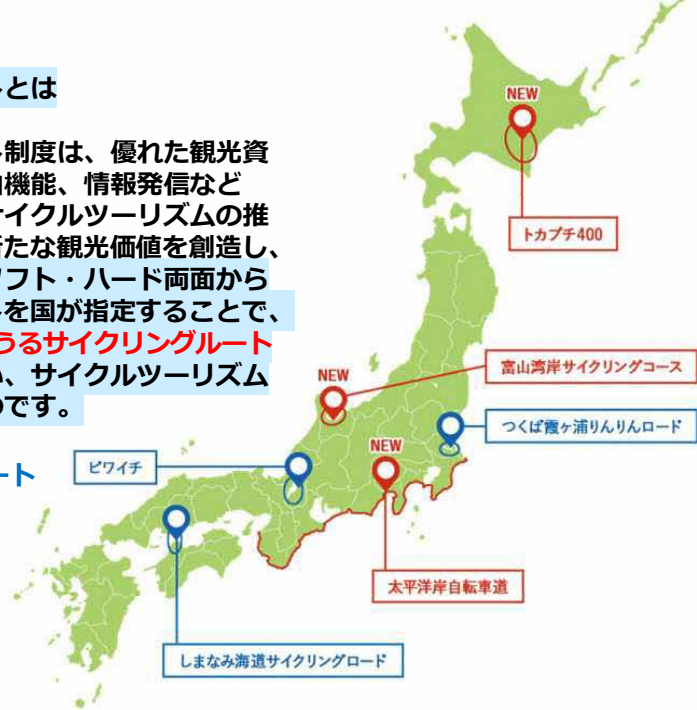 ルとは
ル制度は、優れた観光資
機能、情報発信など
サイクルツーリズムの推
新たな観光価値を創造し、
ソフト・ハード両面から
を国が指定することで、
うるサイクリングルート
い、サイクルツーリズム
のです。
ート
NEW
トカプチ400
NEW
富山湾岸サイクリングコース
つくば霞ヶ浦りんりんロード
NEW
ビワイチ
太平洋岸自転車道
しまなみ海道サイクリングロード